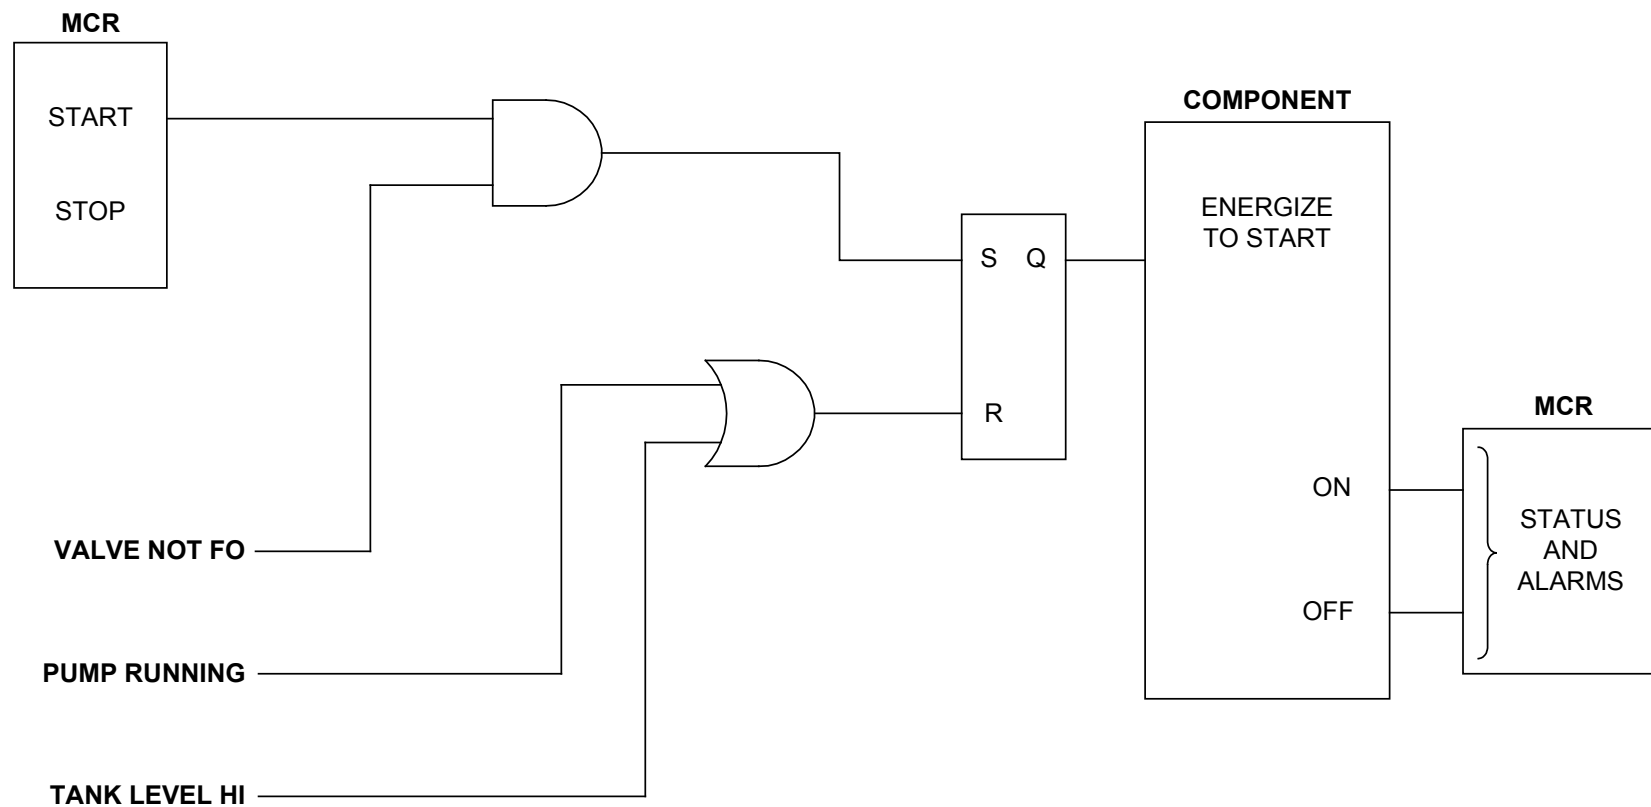 MCR
START
STOP
COMPONENT
ENERGIZE
TO START
S Q
R
MCR
ON
STATUS
AND
ALARMS
OFF
VALVE NOT FO
PUMP RUNNING
TANK LEVEL HI